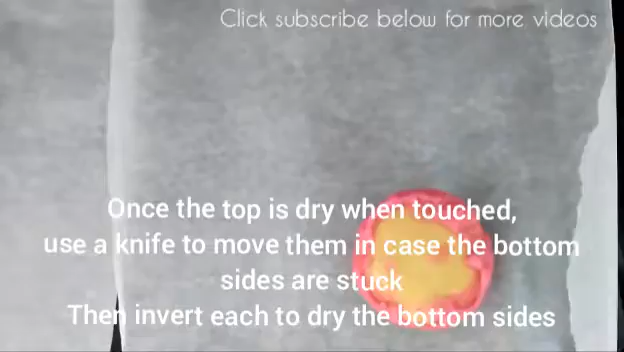 Click subscribe below for more videos
Once the top is dry when touched,
use a knife to move them in case the bottom
sides are stuck
Then invert each to dry the bottom sides